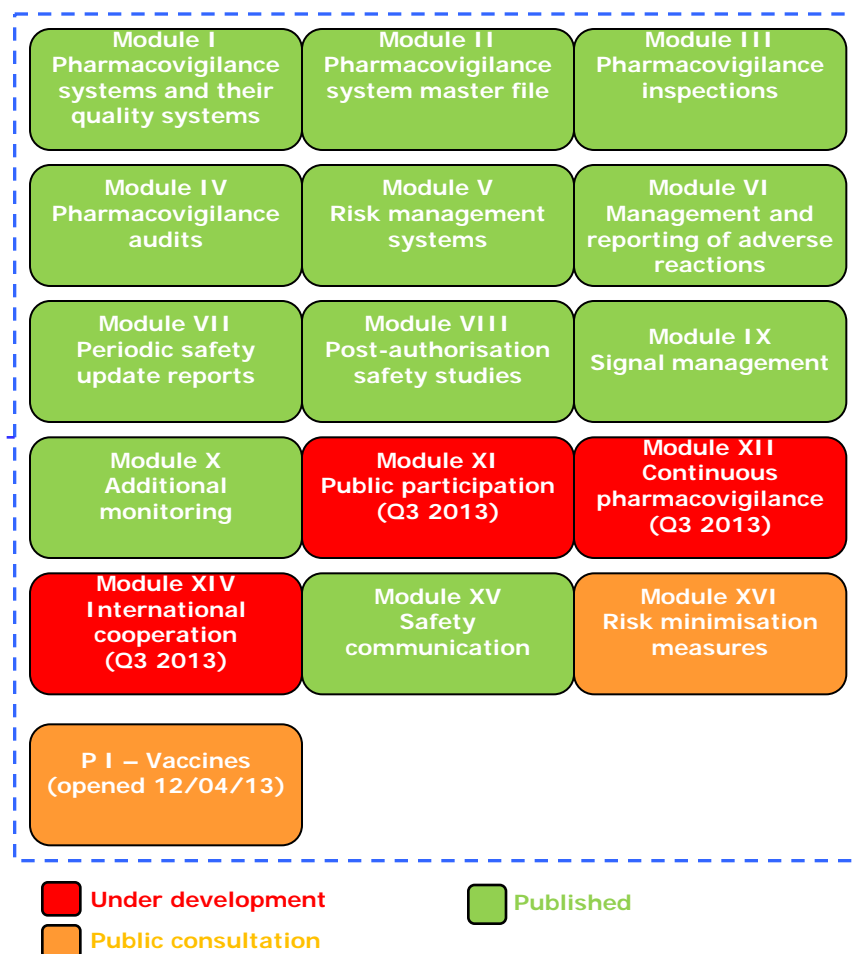 Module I
Pharmacovigilance
systems and their
quality systems
Module II
Pharmacovigilance
system master file
Module III
Pharmacovigilance
inspections
Module IV
Pharmacovigilance
audits
Module V
Risk management
systems
Module VI
Management and
reporting of adverse
reactions
Module VII
Periodic safety
update reports
Module VIII
Post-authorisation
safety studies
Module IX
Signal management
Module X
Additional
monitoring
Module XI
Public participation
(Q3 2013)
Module XII
Continuous
pharmacovigilance
(Q3 2013)
Module XIV
International
cooperation
(Q3 2013)
Module XV
Safety
communication
Module XVI
Risk minimisation
measures
P I – Vaccines
(opened 12/04/13)
Under development
Published
Public consultation